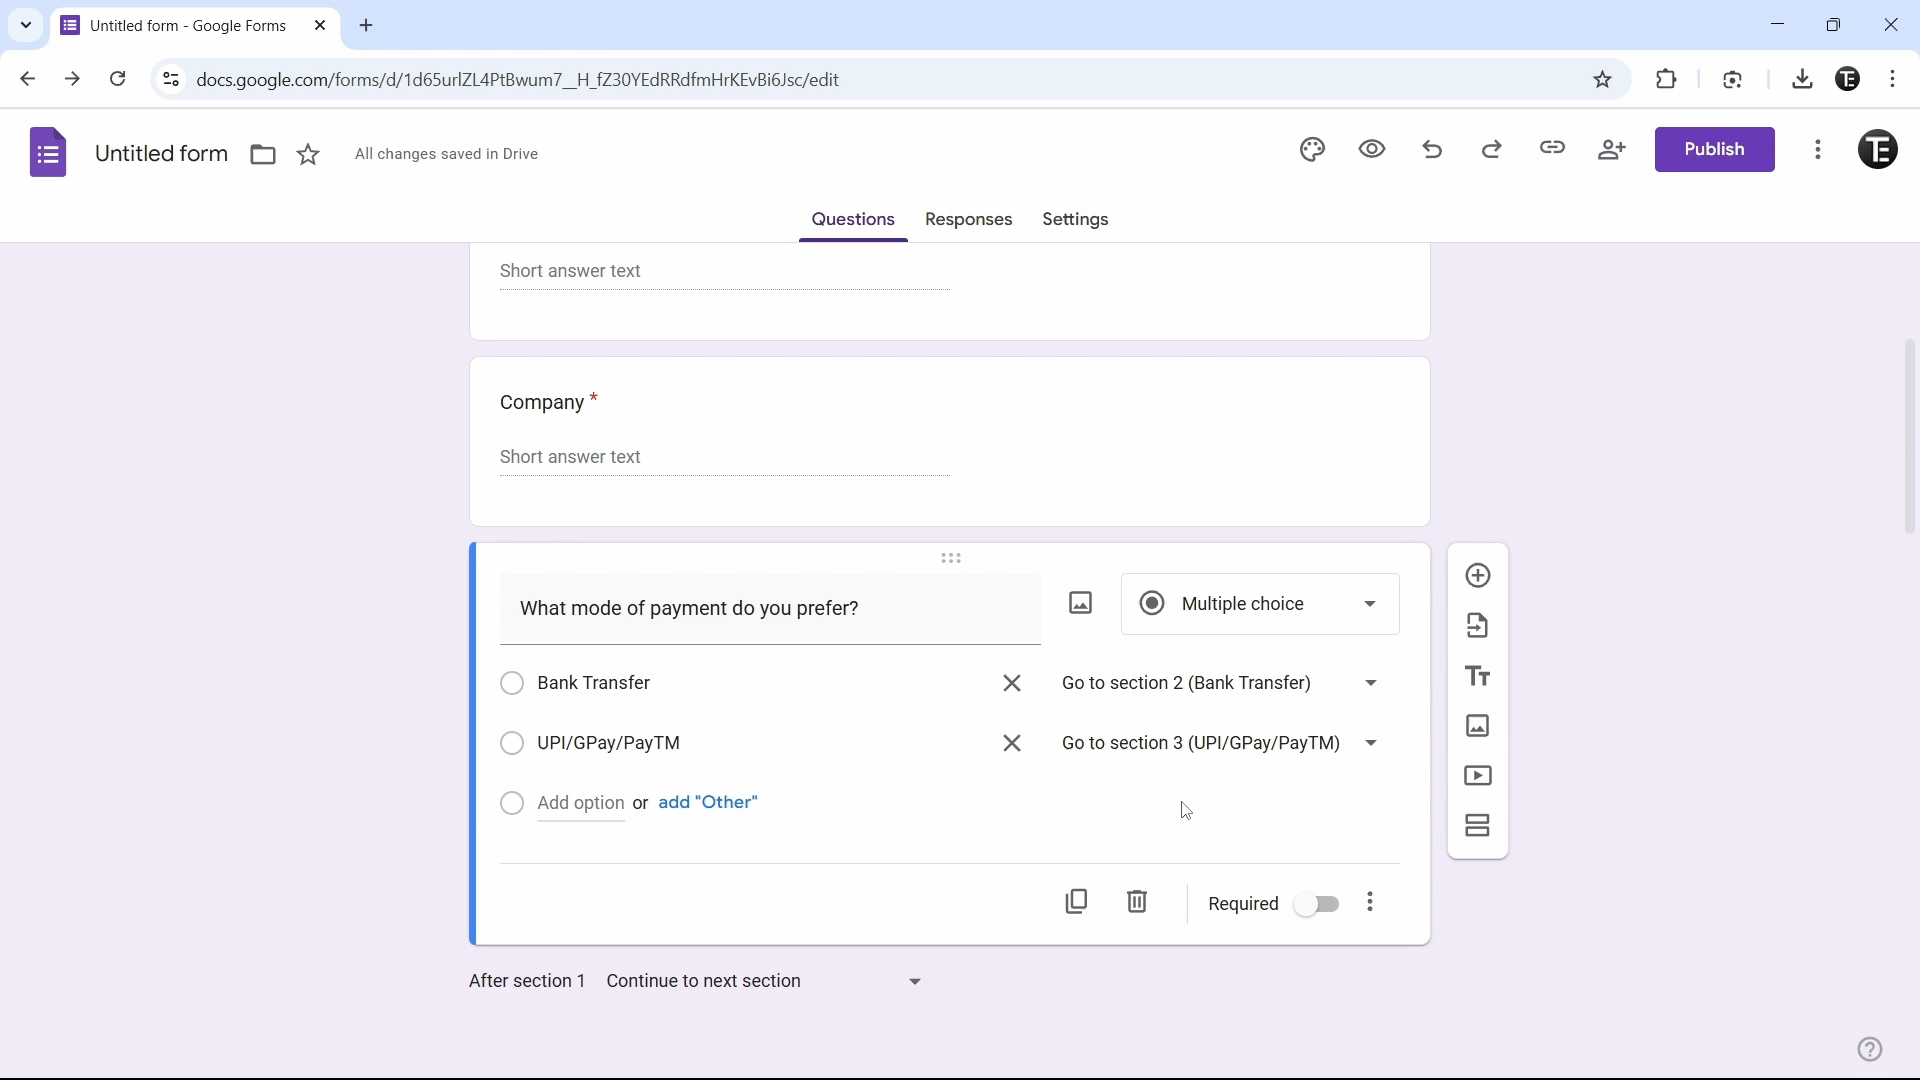 Untitled form - Google Forms
docs.google.com/forms/d/1d65urlZL4PtBwum7__H_fZ30YEdRRdfmHrKEvBi6Jsc/edit
Untitled form
All changes saved in Drive
Publish
Questions
Responses
Settings
Short answer text
Company *
Short answer text
What mode of payment do you prefer?
Multiple choice
Bank Transfer
Go to section 2 (Bank Transfer)
UPI/GPay/PayTM
Go to section 3 (UPI/GPay/PayTM)
Add option or add "Other"
Required
After section 1 Continue to next section